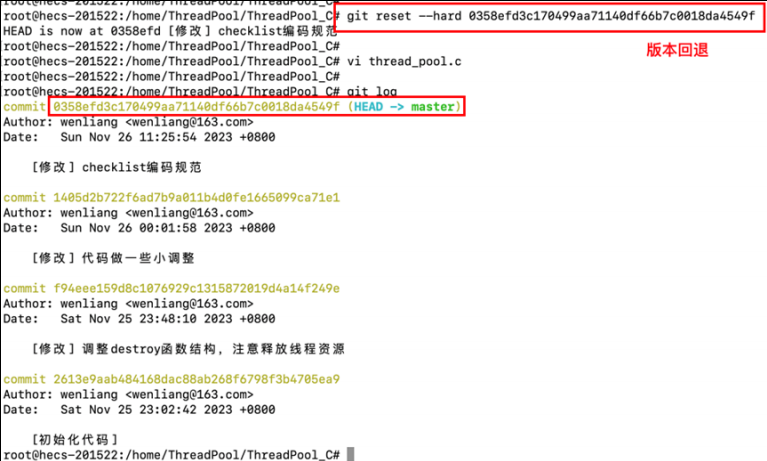 root@hecs-201522:/home/ThreadPool/ThreadPool_C#
root@hecs-201522:/home/ThreadPool/ThreadPool_C# git reset --hard 0358efd3c170499aa71140df66b7c0018da4549f
HEAD is now at 0358efd [修改] checklist编码规范
root@hecs-201522:/home/ThreadPool/ThreadPool_C#
版本回退
root@hecs-201522:/home/ThreadPool/ThreadPool_C# vi thread_pool.c
root@hecs-201522:/home/ThreadPool/ThreadPool_C#
root@hecs-201522:/home/ThreadPool/ThreadPool_C# git log
commit 0358efd3c170499aa71140df66b7c0018da4549f (HEAD -> master)
Author: wenliang <wenliang@163.com>
Date:   Sun Nov 26 11:25:54 2023 +0800
[修改] checklist编码规范
commit 1405d2b722f6ad7b9a011b4d0fe1665099ca71e1
Author: wenliang <wenliang@163.com>
Date:   Sun Nov 26 00:01:58 2023 +0800
[修改] 代码做一些小调整
commit f94eee159d8c1076929c1315872019d4a14f249e
Author: wenliang <wenliang@163.com>
Date:   Sat Nov 25 23:48:10 2023 +0800
[修改] 调整destroy函数结构，注意释放线程资源
commit 2613e9aab484168dac88ab268f6798f3b4705ea9
Author: wenliang <wenliang@163.com>
Date:   Sat Nov 25 23:02:42 2023 +0800
[初始化代码]
root@hecs-201522:/home/ThreadPool/ThreadPool_C#